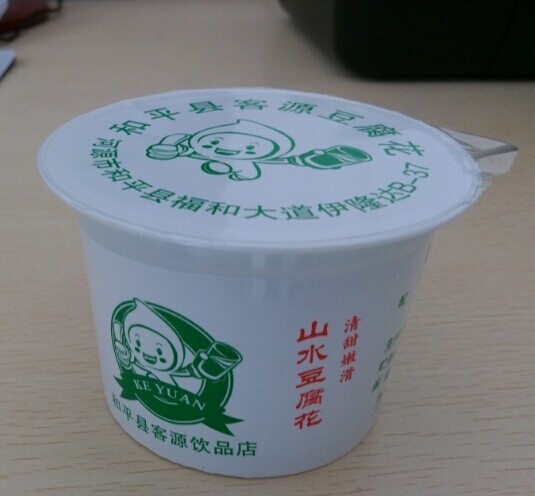 和平县客源豆腐花
河源市和平县福和大道伊隆达B-37
KE YUAN
和平县客源饮品店
清甜嫩滑
山水豆腐花